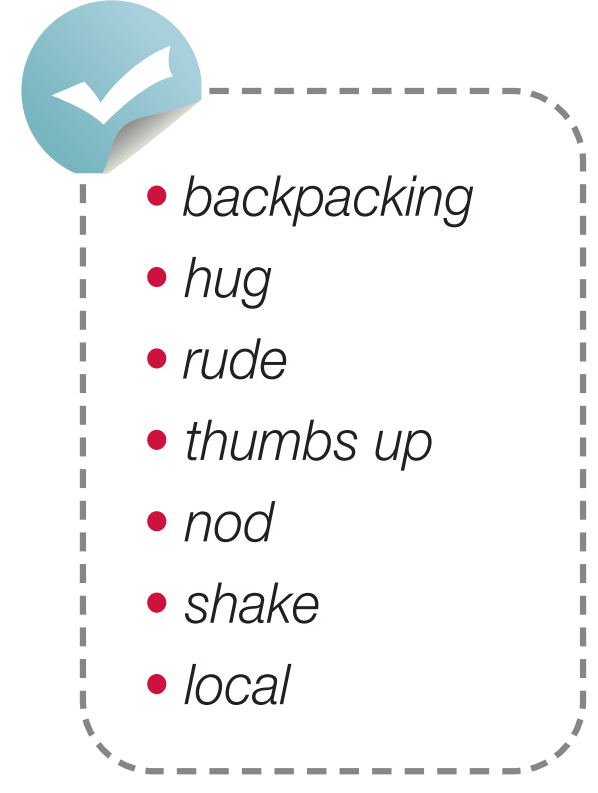 • backpacking
• hug
• rude
• thumbs up
• nod
• shake
• local